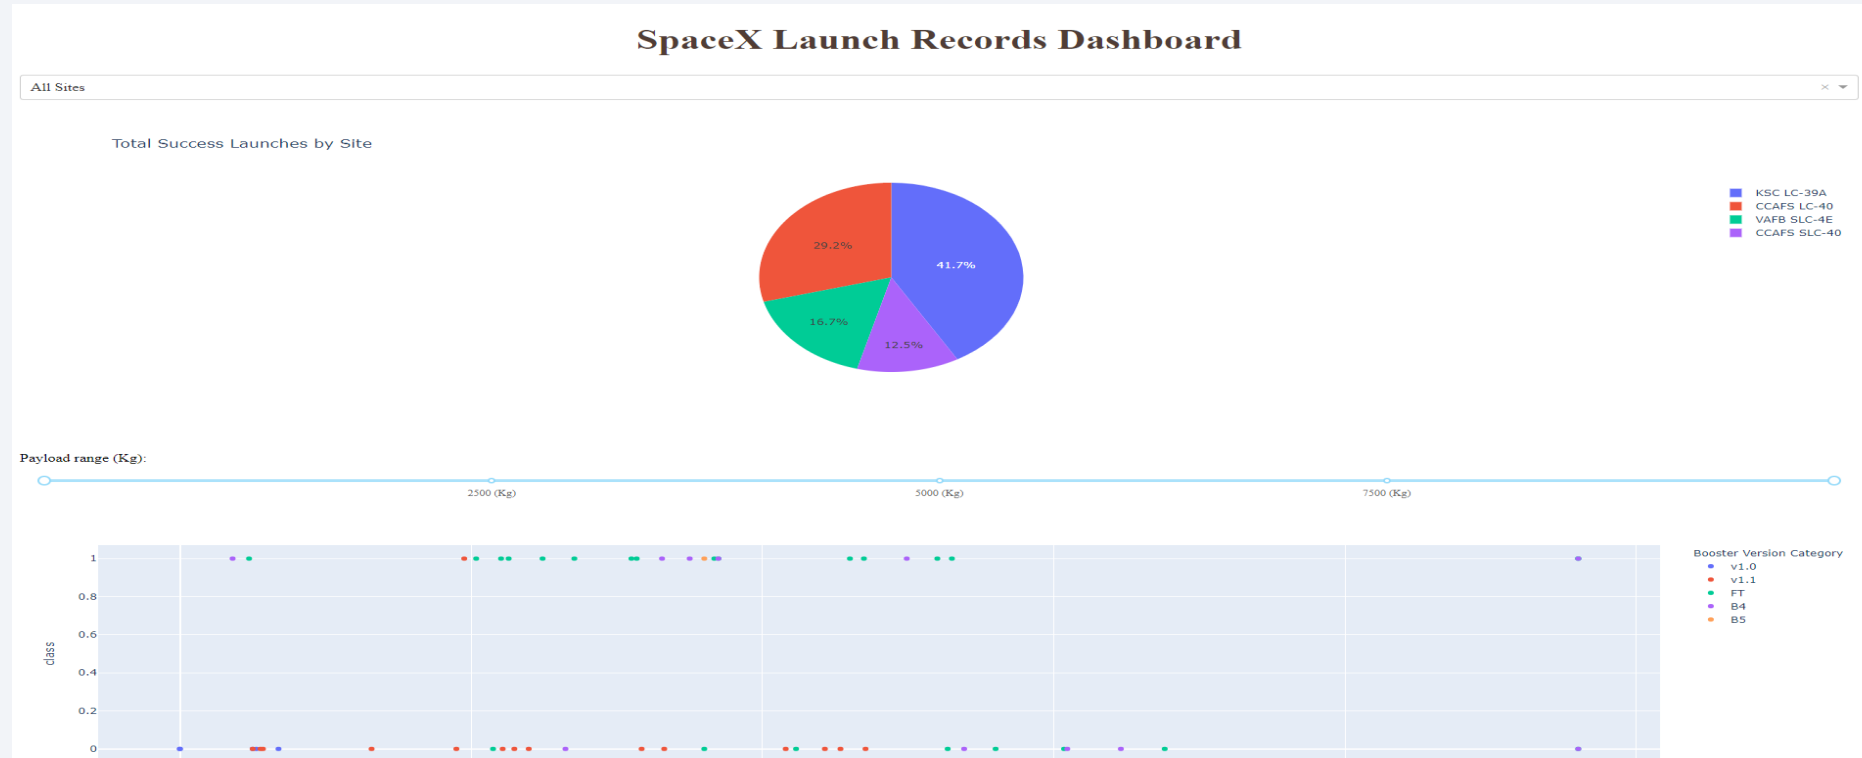 SpaceX Launch Records Dashboard
All Sites
×
Total Success Launches by Site
KSC LC-39A
CCAFS LC-40
VAFB SLC-4E
CCAFS SLC-40
29.2%
41.7%
16.7%
12.5%
Payload range (Kg):
2500 (Kg)
5000 (Kg)
7500 (Kg)
Booster Version Category
v1.0
v1.1
FT
B4
B5
class
1
0.8
0.6
0.4
0.2
0